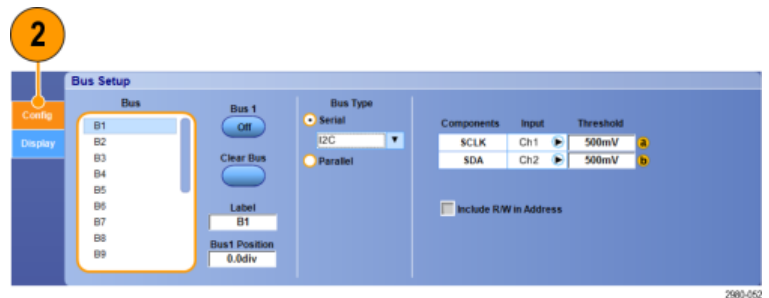 2
Bus Setup
Config
Display
Bus
B1
B2
B3
B4
B5
B6
B7
B8
B9
Bus 1
Off
Clear Bus
Label
B1
Bus1 Position
0.0div
Bus Type
Serial
I2C
Parallel
Components Input Threshold
SCLK Ch1 500mV a
SDA Ch2 500mV b
Include R/W in Address
2980-052